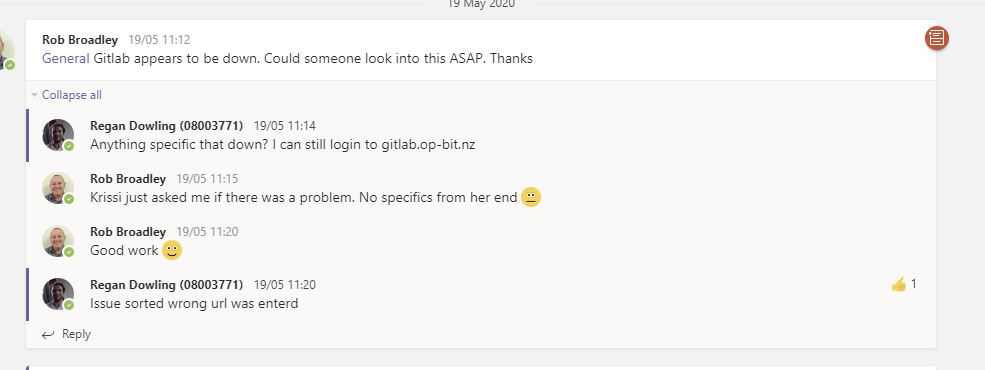 19 May 2020
Rob Broadley 19/05 11:12
General Gitlab appears to be down. Could someone look into this ASAP. Thanks
Collapse all
Regan Dowling (08003771) 19/05 11:14
Anything specific that down? I can still login to gitlab.op-bit.nz
Rob Broadley 19/05 11:15
Krissi just asked me if there was a problem. No specifics from her end
Rob Broadley 19/05 11:20
Good work
Regan Dowling (08003771) 19/05 11:20
1
Issue sorted wrong url was enterd
Reply